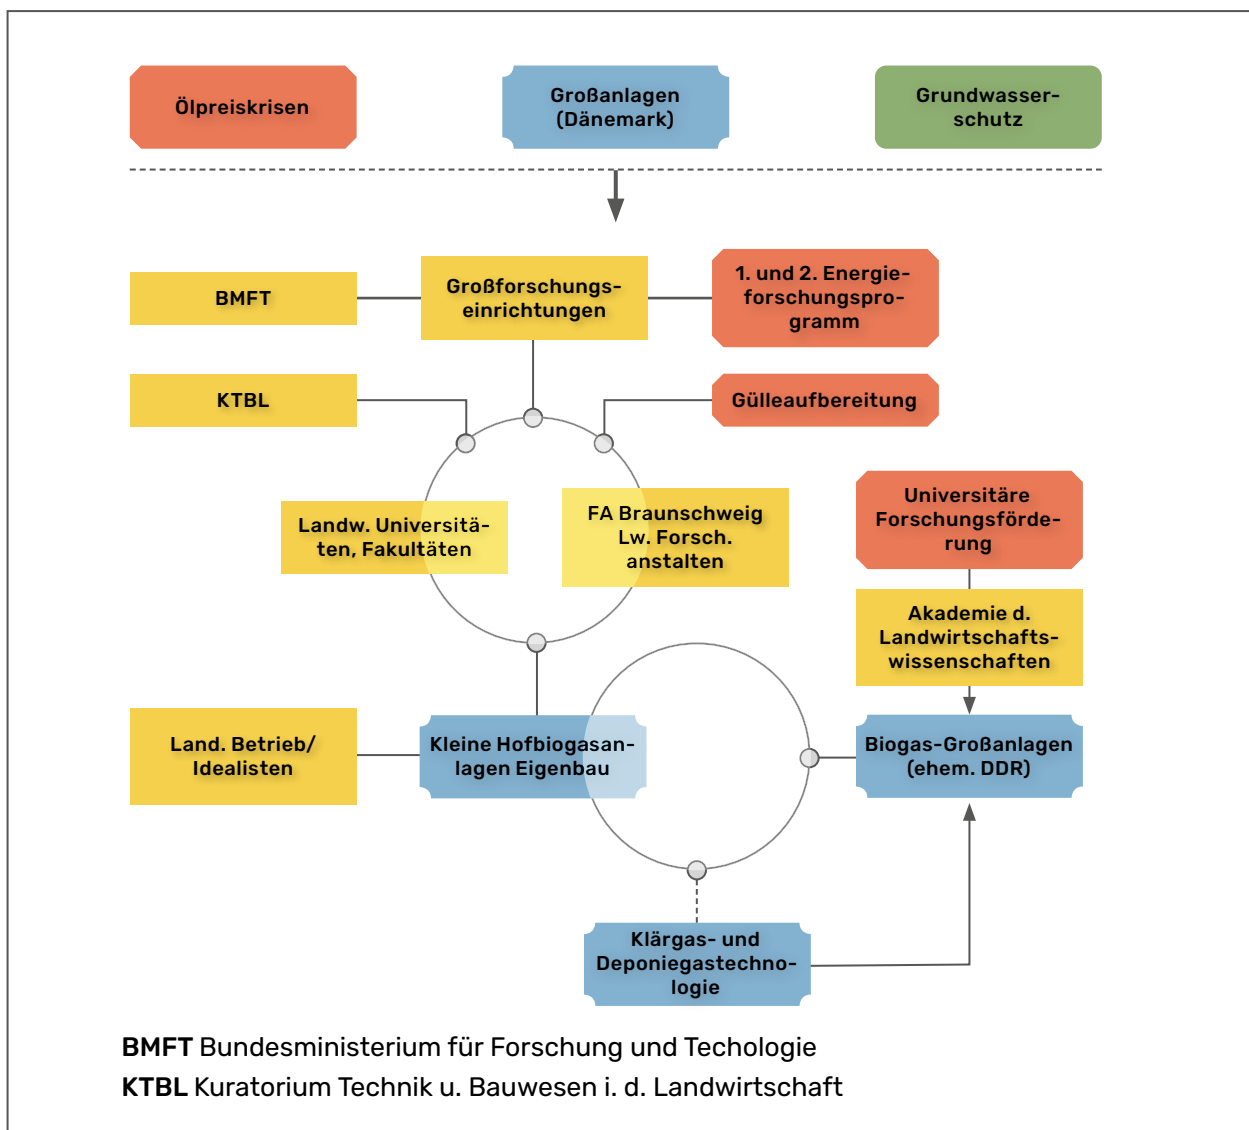 Ölpreiskrisen
Großanlagen
(Dänemark)
Grundwasser-
schutz
BMFT
Großforschungs-
einrichtungen
1. und 2. Energie-
forschungspro-
gramm
KTBL
Gülleaufbereitung
Landw. Universitä-
ten, Fakultäten
FA Braunschweig
Lw. Forsch.
anstalten
Universitäre
Forschungsförde-
rung
Akademie d.
Landwirtschafts-
wissenschaften
Land. Betrieb/
Idealisten
Kleine Hofbiogasan-
lagen Eigenbau
Biogas-Großanlagen
(ehem. DDR)
Klärgas- und
Deponiegastechno-
logie
BMFT Bundesministerium für Forschung und Techologie
KTBL Kuratorium Technik u. Bauwesen i. d. Landwirtschaft